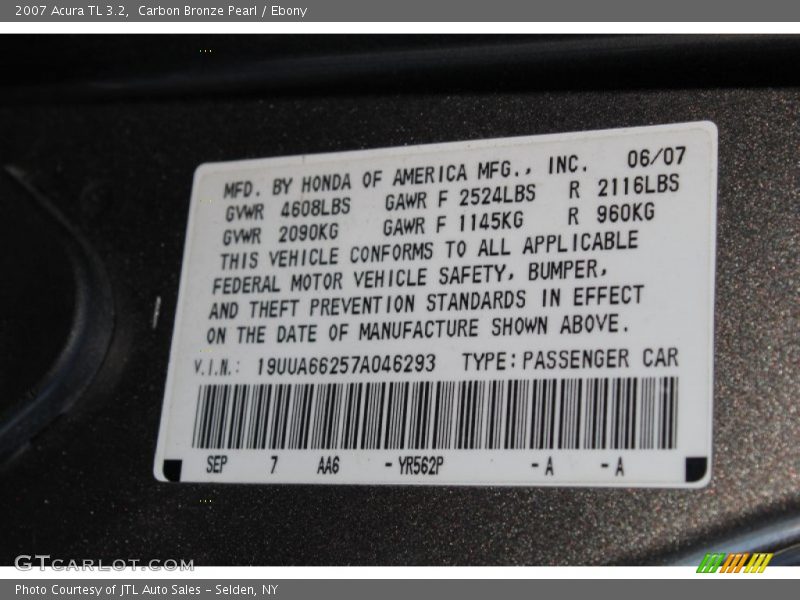 2007 Acura TL 3.2,  Carbon Bronze Pearl / Ebony
MFD. BY HONDA OF AMERICA MFG., INC. 06/07
GVWR 4608LBS GAWR F 2524LBS R 2116LBS
GVWR 2090KG GAWR F 1145KG R 960KG
THIS VEHICLE CONFORMS TO ALL APPLICABLE
FEDERAL MOTOR VEHICLE SAFETY, BUMPER,
AND THEFT PREVENTION STANDARDS IN EFFECT
ON THE DATE OF MANUFACTURE SHOWN ABOVE.
V.I.N.: 19UUA66257A046293 TYPE: PASSENGER CAR
SEP 7 AA6 -YR562P -A -A
GTCARLOT.COM
Photo Courtesy of JTL Auto Sales - Selden, NY